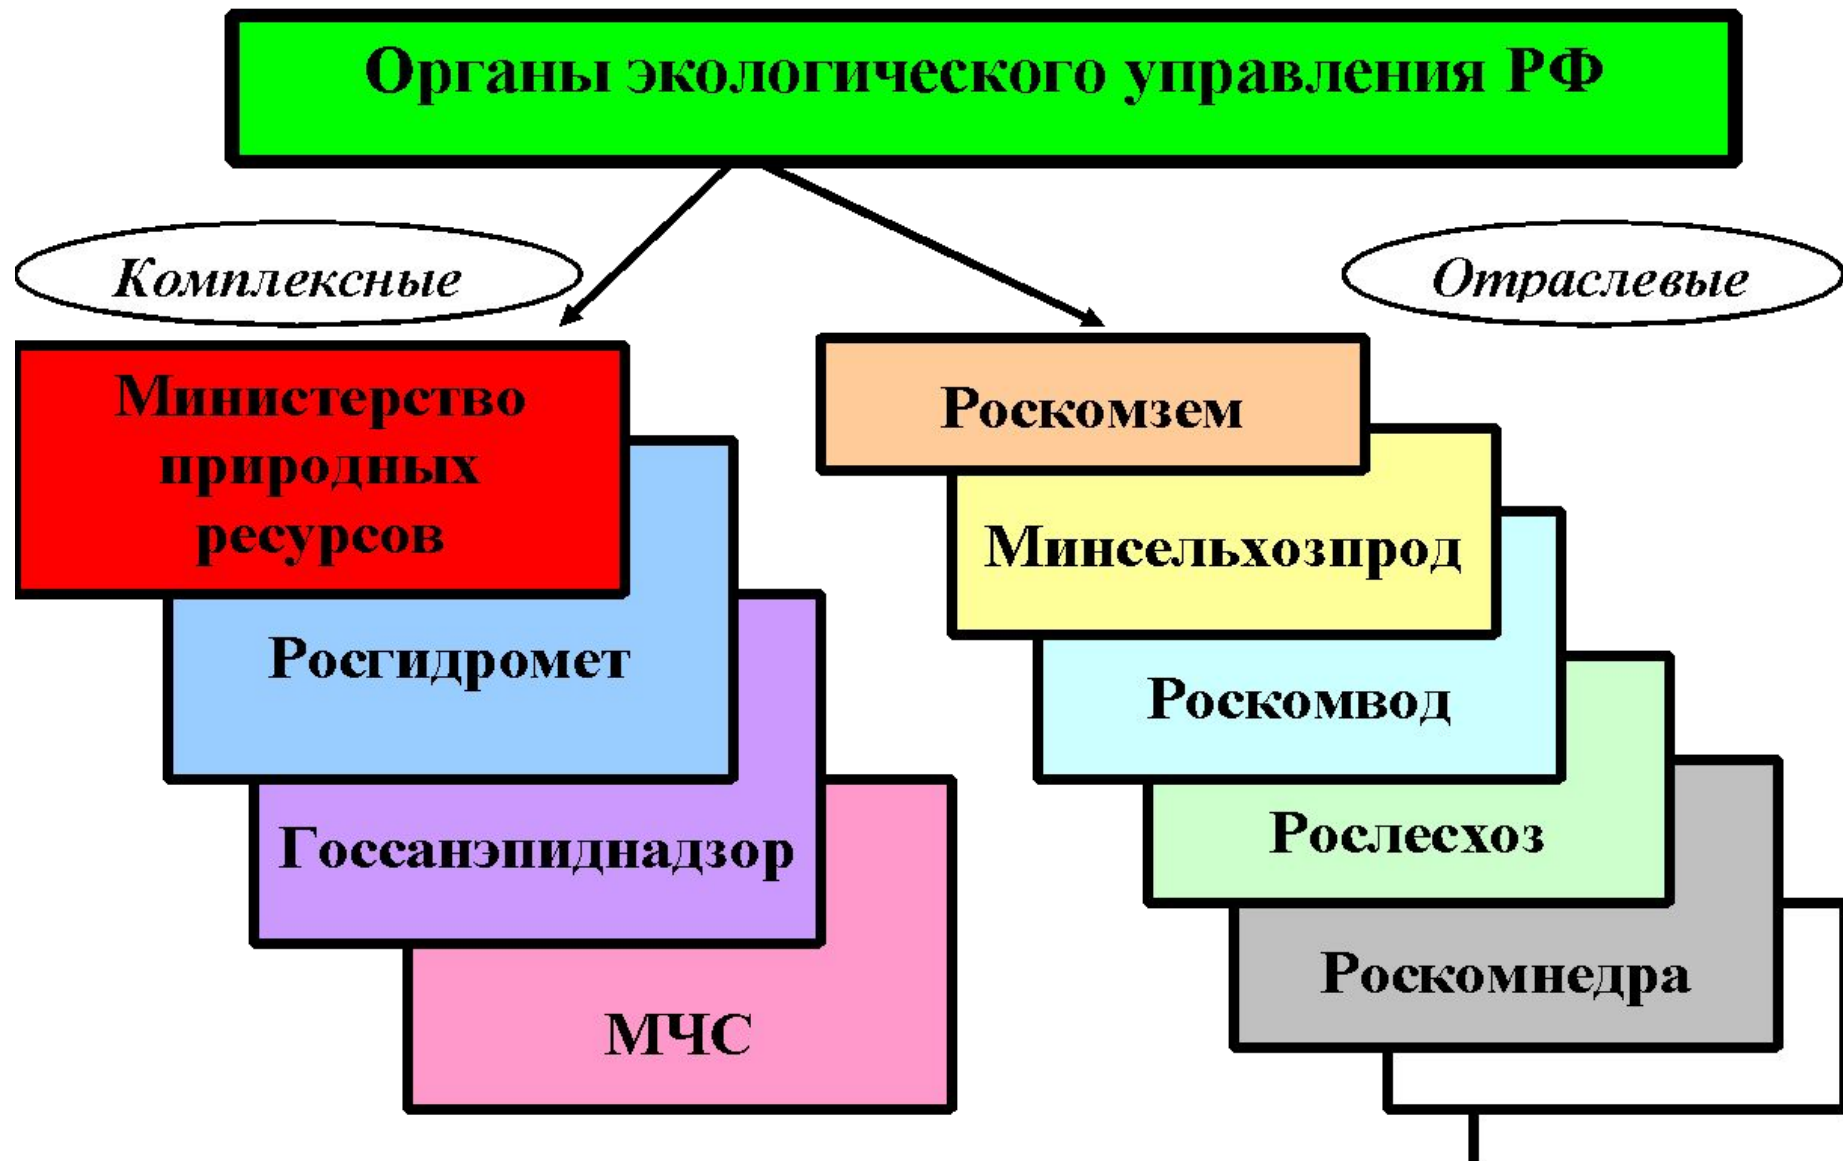 Органы экологического управления РФ
Комплексные
Отраслевые
Министерство
природных
ресурсов
Росгидромет
Госсанэпиднадзор
МЧС
Роскомзем
Минсельхозпрод
Роскомвод
Рослесхоз
Роскомнедра